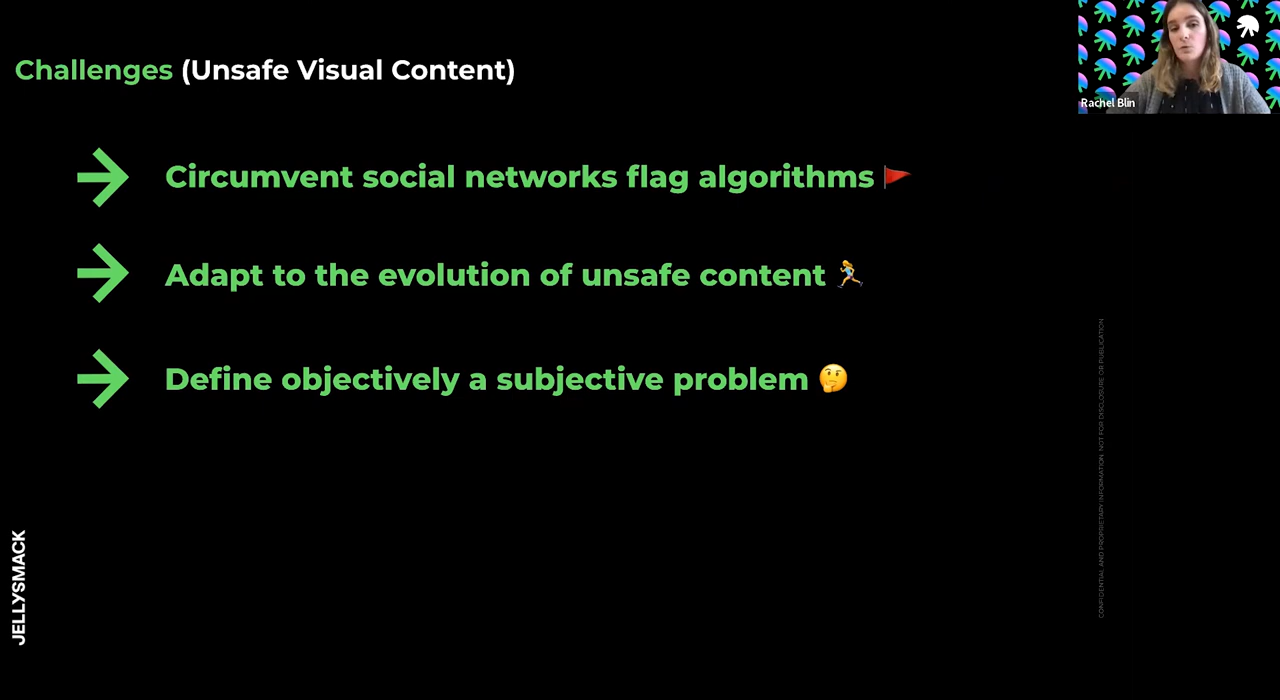 Challenges (Unsafe Visual Content)
Rachel Blin
Circumvent social networks flag algorithms
Adapt to the evolution of unsafe content
Define objectively a subjective problem
JELLYSMACK
CONFIDENTIAL AND PROPRIETARY INFORMATION. NOT FOR DISCLOSURE OR PUBLICATION